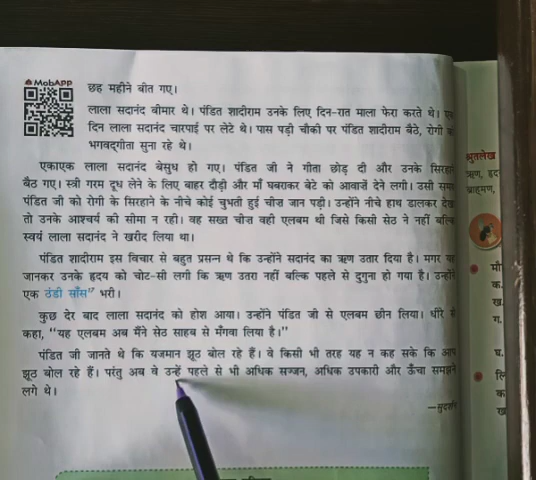 MobApp
छह महीने बीत गए।
लाला सदानंद बीमार थे। पंडित शादीराम उनके लिए दिन-रात माला फेरा करते थे।
दिन लाला सदानंद चारपाई पर लेटे थे। पास पड़ी चौकी पर पंडित शादीराम बैठे, रोगी
भगवद्‌गीता सुना रहे थे।
एकाएक लाला सदानंद बेसुध हो गए। पंडित जी ने गीता छोड़ दी और उनके सिरहाने
बैठ गए। स्त्री गरम दूध लेने के लिए बाहर दौड़ी और माँ घबराकर बेटे को आवाजें देने लगी। उसी
पंडित जी को रोगी के सिरहाने के नीचे कोई चुभती हुई चीज जान पड़ी। उन्होंने नीचे हाथ डालकर
तो उनके आश्चर्य की सीमा न रही। वह सख्त चीज वही एलबम थी जिसे किसी सेठ ने नहीं
स्वयं लाला सदानंद ने खरीद लिया था।
पंडित शादीराम इस विचार से बहुत प्रसन्न थे कि उन्होंने सदानंद का ऋण उतार दिया है। मगर
जानकर उनके हृदय को चोट-सी लगी कि ऋण उतरा नहीं बल्कि पहले से दुगुना हो गया है।
एक ठंडी साँस" भरी।
कुछ देर बाद लाला सदानंद को होश आया। उन्होंने पंडित जी से एलबम छीन लिया। धीरे
कहा, "यह एलबम अब मैंने सेठ साहब से मँगवा लिया है।"
पंडित जी जानते थे कि यजमान झूठ बोल रहे हैं। वे किसी भी तरह यह न कह सके कि
झूठ बोल रहे हैं। परंतु अब वे उन्हें पहले से भी अधिक सज्जन, अधिक उपकारी और ऊँचा समझने
लगे थे।
श्रुतलेख
ऋण,
ब्राह्मण,
क.
ख.
ग.
घ.